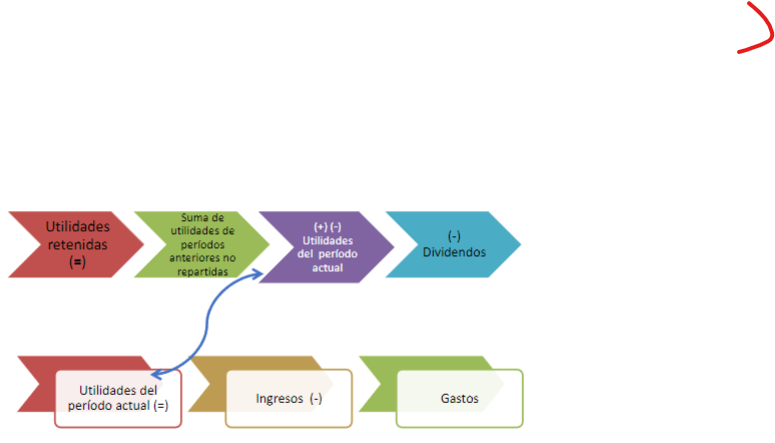 Utilidades
retenidas
(=)
Suma de
utilidades de
períodos
anteriores no
repartidas
(+) (-)
Utilidades
del período
actual
(-)
Dividendos
Utilidades del
período actual (=)
Ingresos (-)
Gastos